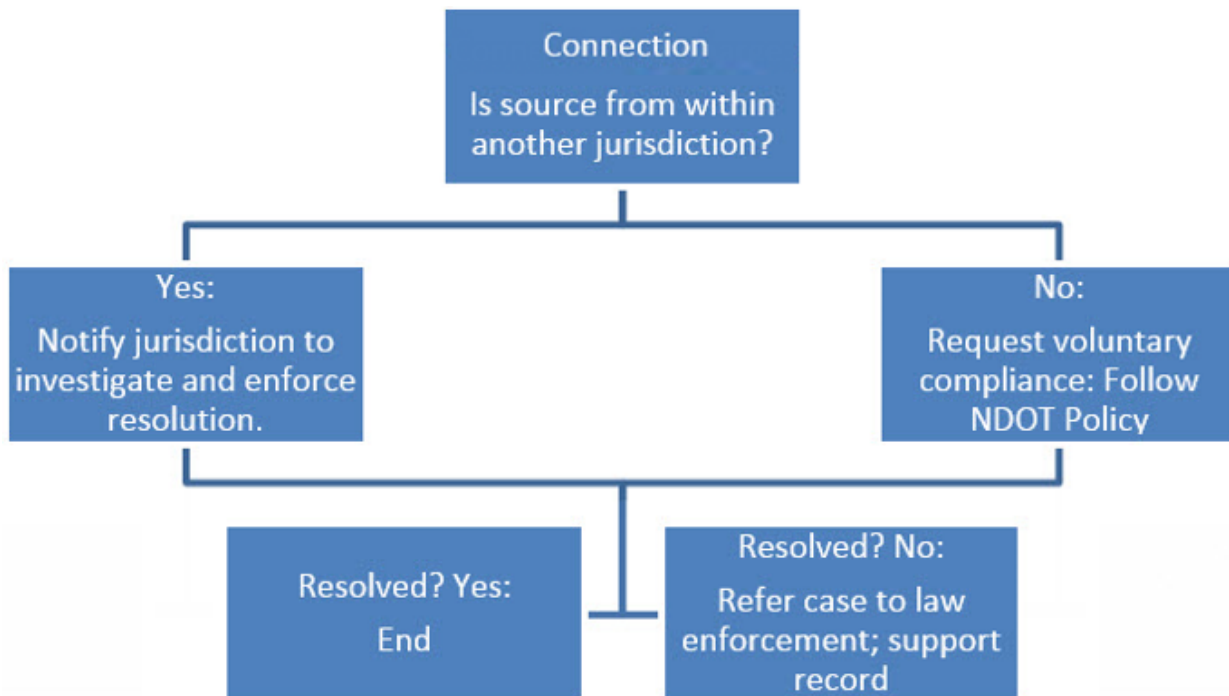 Connection
Is source from within
another jurisdiction?
Yes:
Notify jurisdiction to
investigate and enforce
resolution.
No:
Request voluntary
compliance: Follow
NDOT Policy
Resolved? Yes:
End
Resolved? No:
Refer case to law
enforcement; support
record